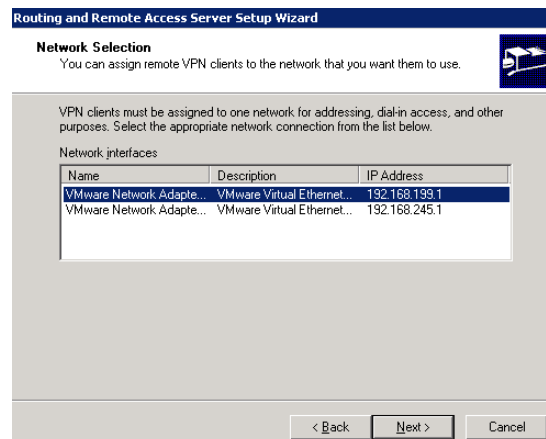 Routing and Remote Access Server Setup Wizard
Network Selection
You can assign remote VPN clients to the network that you want them to use.
VPN clients must be assigned to one network for addressing, dial-in access, and other
purposes. Select the appropriate network connection from the list below.
Network interfaces
Name Description IP Address
VMware Network Adapte... VMware Virtual Ethernet... 192.168.199.1
VMware Network Adapte... VMware Virtual Ethernet... 192.168.245.1
< Back Next > Cancel